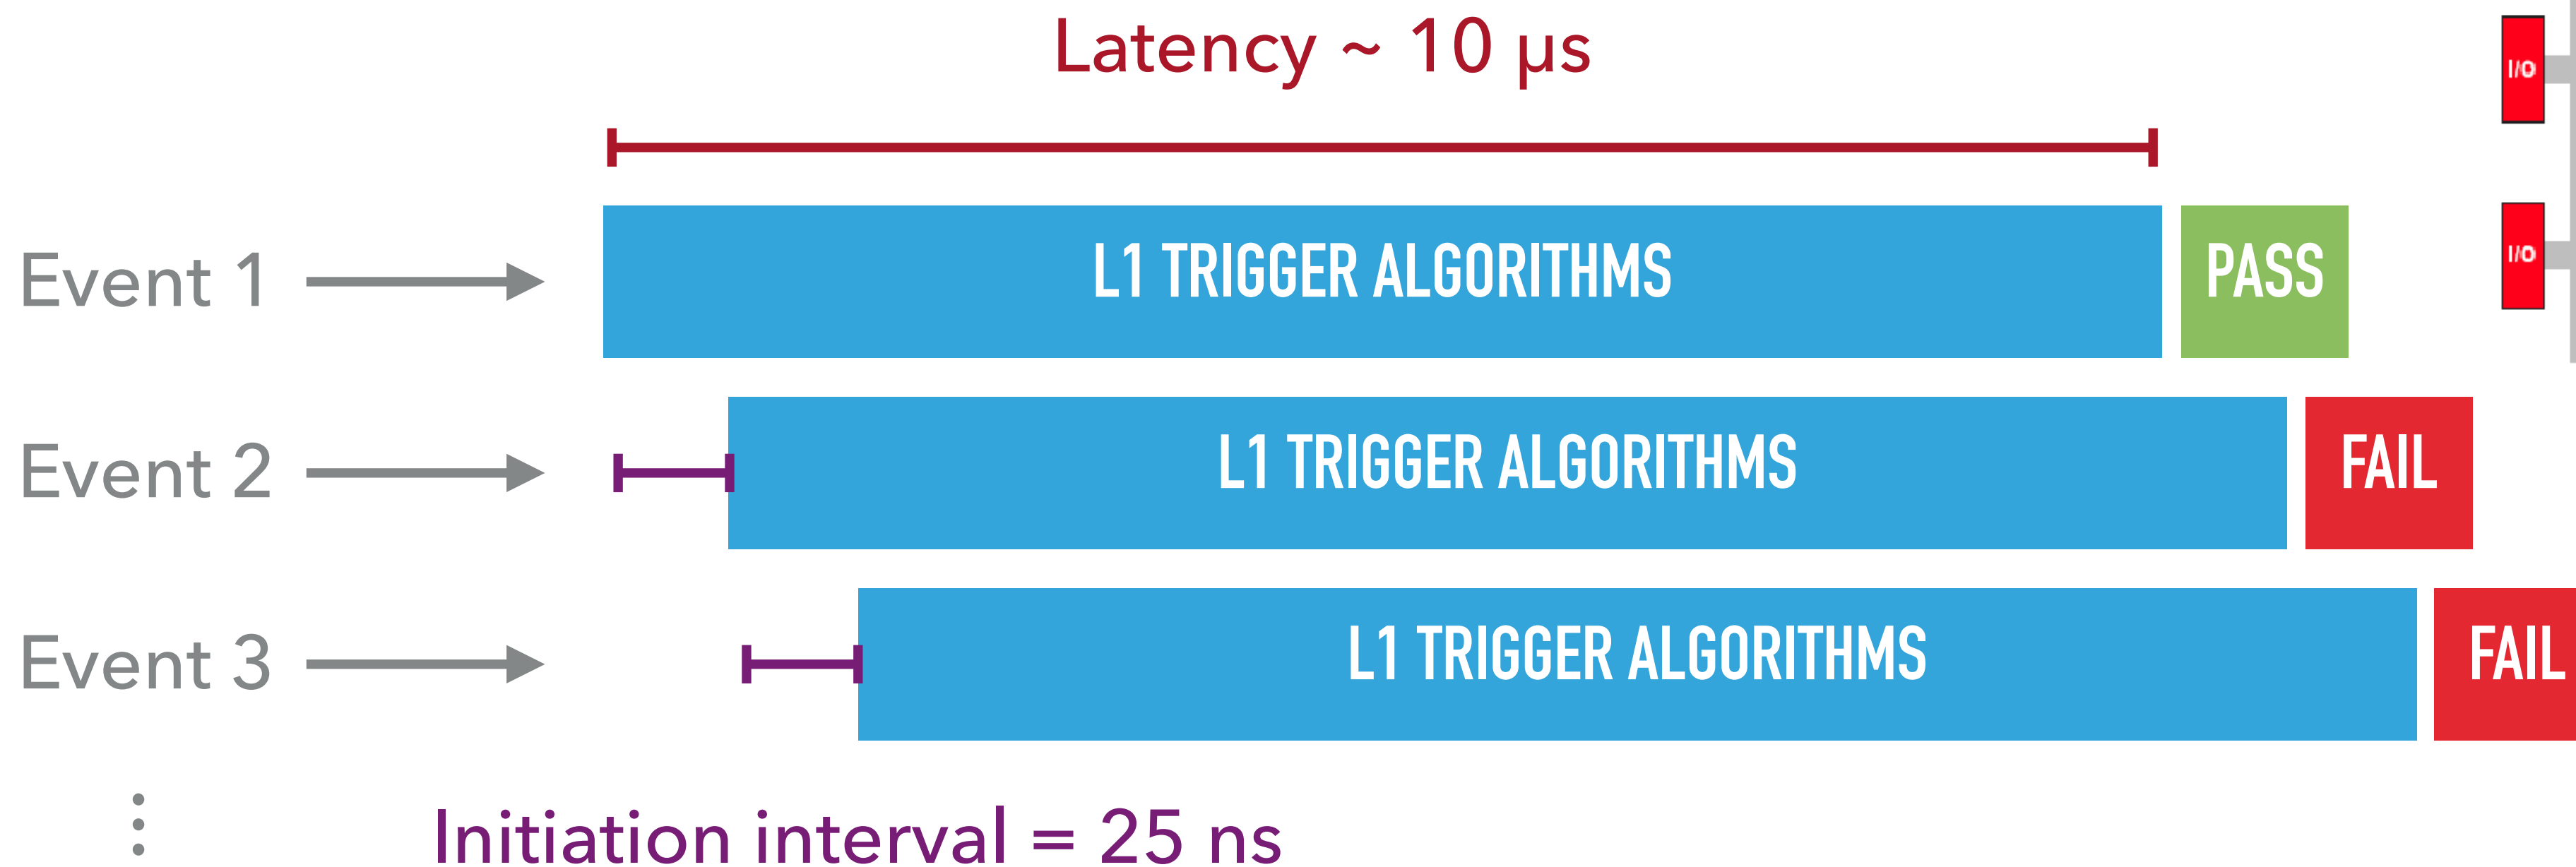 Latency ~ 10 µs
I/O
Event 1
L1 TRIGGER ALGORITHMS
PASS
I/O
Event 2
L1 TRIGGER ALGORITHMS
FAIL
Event 3
L1 TRIGGER ALGORITHMS
FAIL
Initiation interval = 25 ns